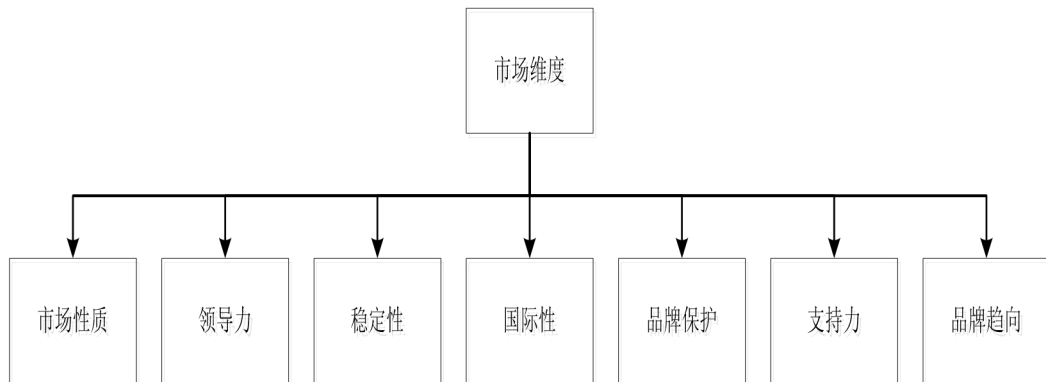 市场维度
市场性质
领导力
稳定性
国际性
品牌保护
支持力
品牌趋向